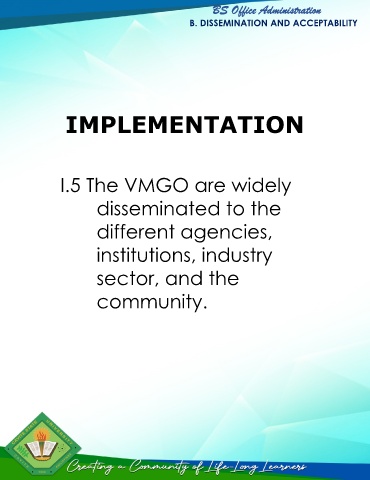 BS Office Administration
B. DISSEMINATION AND ACCEPTABILITY
IMPLEMENTATION
I.5 The VMGO are widely
disseminated to the
different agencies,
institutions, industry
sector, and the
community.
Creating a Community of Life Long Learners